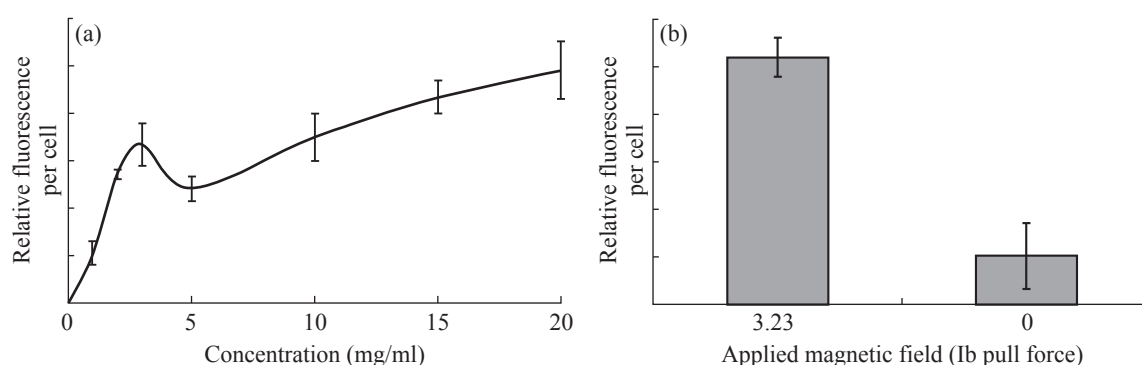 (a)
Relative fluorescence
per cell
0
5
10
15
20
Concentration (mg/ml)
(b)
Relative fluorescence
per cell
3.23
0
Applied magnetic field (Ib pull force)